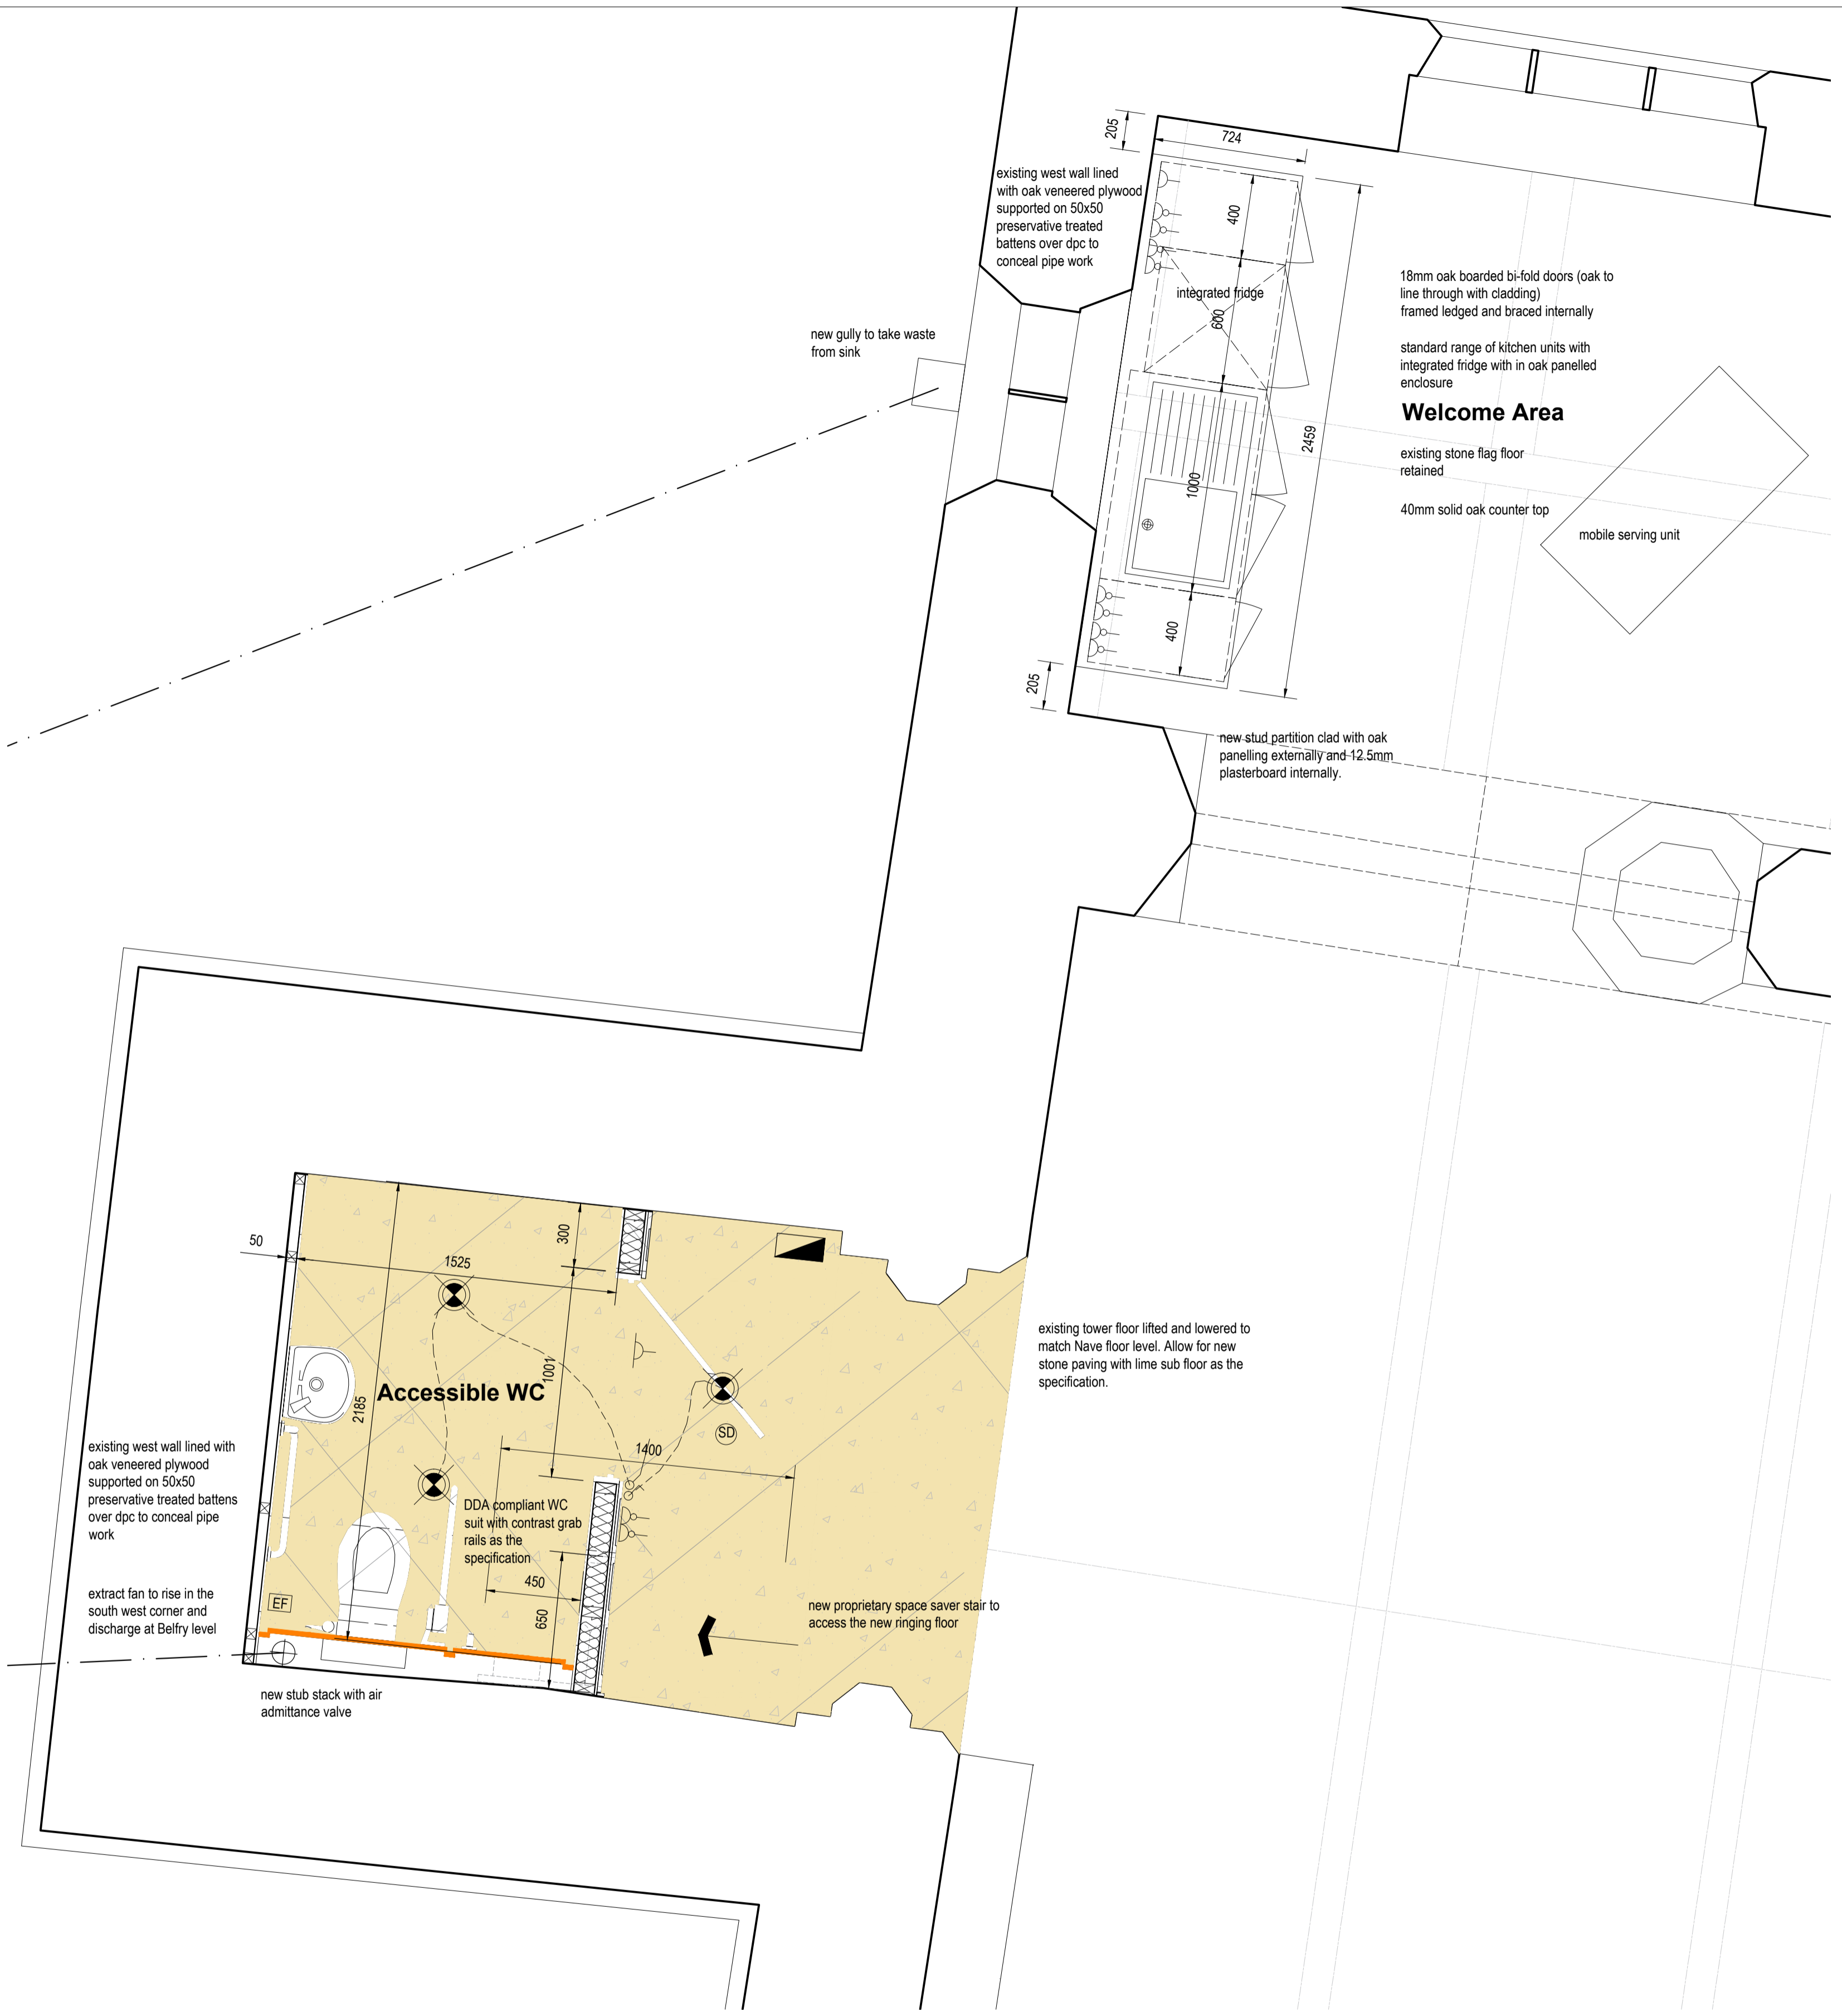 205
724
existing west wall lined
with oak veneered plywood
supported on 50x50
preservative treated
battens over dpc to
conceal pipe work
400
integrated fridge
600
18mm oak boarded bi-fold doors (oak to
line through with cladding)
framed ledged and braced internally
standard range of kitchen units with
integrated fridge with in oak panelled
enclosure
Welcome Area
existing stone flag floor
retained
40mm solid oak counter top
mobile serving unit
new gully to take waste
from sink
2459
1000
400
205
new stud partition clad with oak
panelling externally and 12.5mm
plasterboard internally.
50
1525
300
1001
2185
Accessible WC
1400
SD
existing tower floor lifted and lowered to
match Nave floor level. Allow for new
stone paving with lime sub floor as the
specification.
existing west wall lined with
oak veneered plywood
supported on 50x50
preservative treated battens
over dpc to conceal pipe
work
DDA compliant WC
suit with contrast grab
rails as the
specification
450
650
extract fan to rise in the
south west corner and
discharge at Belfry level
EF
new proprietary space saver stair to
access the new ringing floor
new stub stack with air
admittance valve